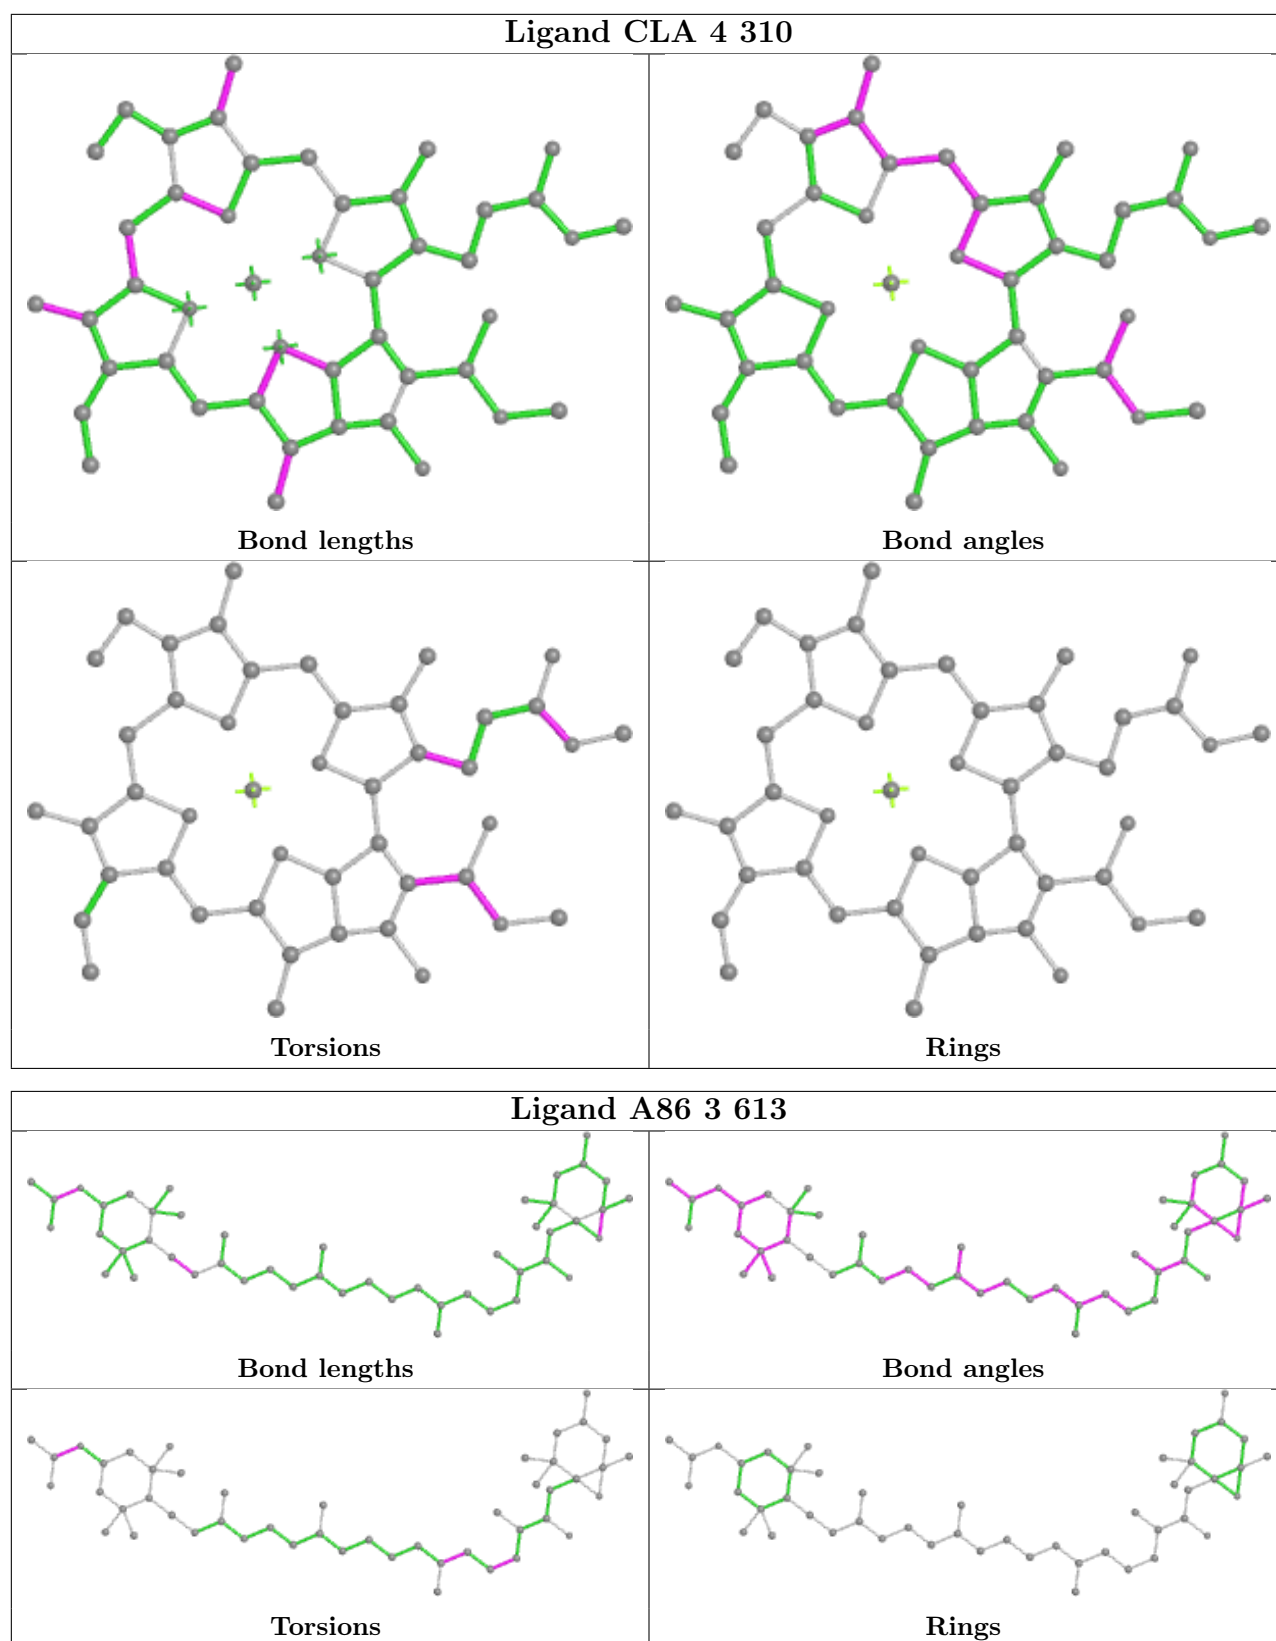 Ligand CLA 4 310
Bond lengths
Bond angles
Torsions
Rings
Ligand A86 3 613
Bond lengths
Bond angles
Torsions
Rings